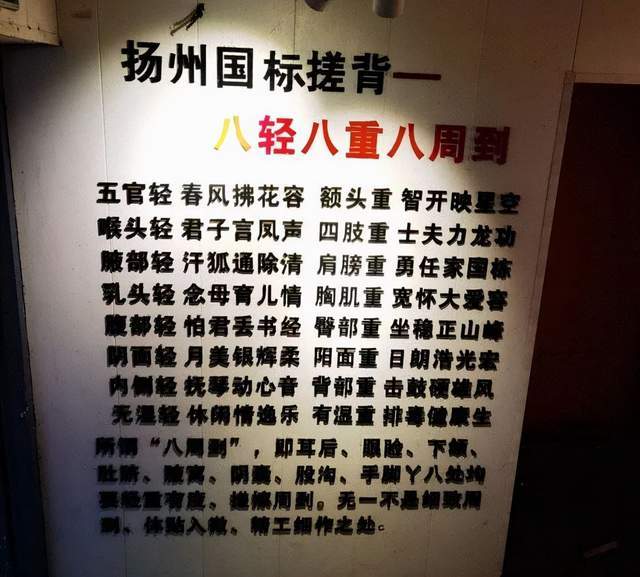 扬州国标搓背一
八轻八重八周到
五官轻 春风拂花容 额头重 智开映星空
喉头轻 君子言凤声 四肢重 士夫力龙功
腋部轻 汗狐通除清 肩膀重 勇任家国栋
乳头轻 念母育儿情 胸肌重 宽怀大爱容
腹部轻 怕君丢书经 臀部重 坐稳正山峰
阴面轻 月美银辉柔 阳面重 日朗浩光宏
内侧轻 抚琴动心音 背部重 击鼓硬雄风
无湿轻 休闲情逸乐 有湿重 排毒健康生
所谓“八周到”，即耳后、眼睑、下颌、
肚脐、腋窝、阴囊、股沟、手脚丫八处均
要轻重有度、搓擦周到。无一不是细致周
到、体贴入微、精工细作之处。